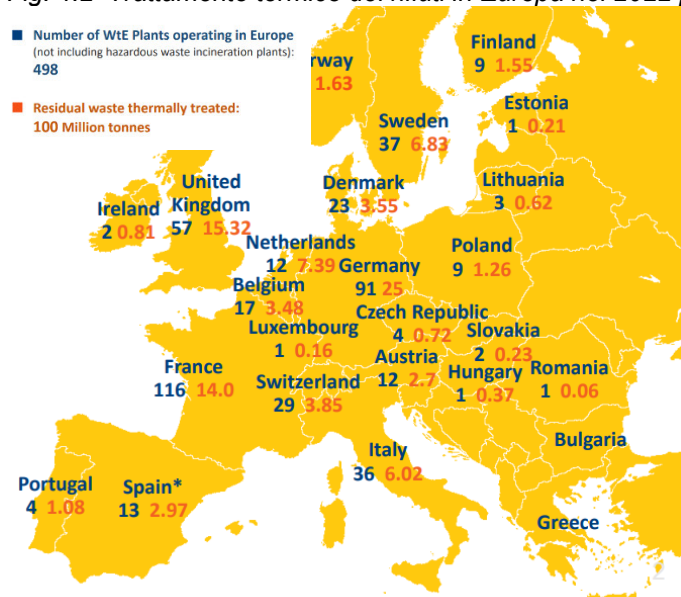 Number of WtE Plants operating in Europe
(not including hazardous waste incineration plants):
498
Residual waste thermally treated:
100 Million tonnes
rway
1.63
Finland
9 1.55
Sweden
37 6.83
Estonia
1 0.21
Denmark
23 3.55
Lithuania
3 0.62
United
Kingdom
57 15.32
Ireland
2 0.81
Netherlands
12 7.39
Germany
91 25
Poland
9 1.26
Belgium
17 3.48
Luxembourg
1 0.16
Czech Republic
4 0.72
Slovakia
2 0.23
France
116 14.0
Switzerland
29 3.85
Austria
12 2.7
Hungary
1 0.37
Romania
1 0.06
Bulgaria
Italy
36 6.02
Portugal
4 1.08
Spain*
13 2.97
Greece